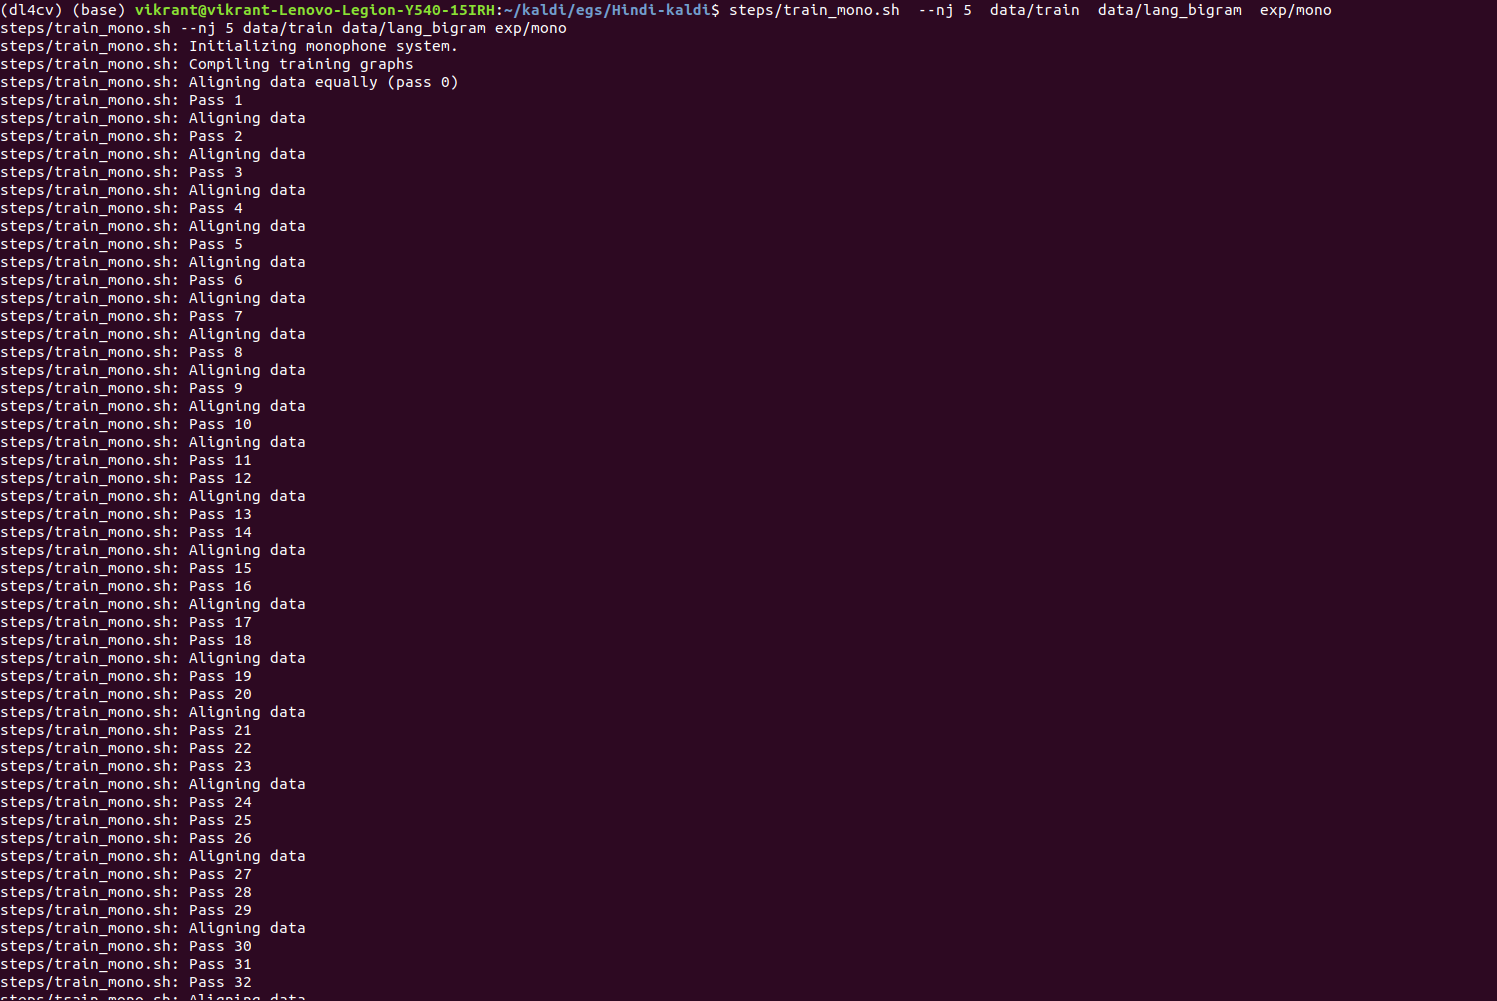 (dl4cv) (base) vikrant@vikrant-Lenovo-Legion-Y540-15IRH:~/kaldi/egs/Hindi-kaldi$ steps/train_mono.sh  --nj 5  data/train  data/lang_bigram  exp/mono
steps/train_mono.sh --nj 5 data/train data/lang_bigram exp/mono
steps/train_mono.sh: Initializing monophone system.
steps/train_mono.sh: Compiling training graphs
steps/train_mono.sh: Aligning data equally (pass 0)
steps/train_mono.sh: Pass 1
steps/train_mono.sh: Aligning data
steps/train_mono.sh: Pass 2
steps/train_mono.sh: Aligning data
steps/train_mono.sh: Pass 3
steps/train_mono.sh: Aligning data
steps/train_mono.sh: Pass 4
steps/train_mono.sh: Aligning data
steps/train_mono.sh: Pass 5
steps/train_mono.sh: Aligning data
steps/train_mono.sh: Pass 6
steps/train_mono.sh: Aligning data
steps/train_mono.sh: Pass 7
steps/train_mono.sh: Aligning data
steps/train_mono.sh: Pass 8
steps/train_mono.sh: Aligning data
steps/train_mono.sh: Pass 9
steps/train_mono.sh: Aligning data
steps/train_mono.sh: Pass 10
steps/train_mono.sh: Aligning data
steps/train_mono.sh: Pass 11
steps/train_mono.sh: Pass 12
steps/train_mono.sh: Aligning data
steps/train_mono.sh: Pass 13
steps/train_mono.sh: Pass 14
steps/train_mono.sh: Aligning data
steps/train_mono.sh: Pass 15
steps/train_mono.sh: Pass 16
steps/train_mono.sh: Aligning data
steps/train_mono.sh: Pass 17
steps/train_mono.sh: Pass 18
steps/train_mono.sh: Aligning data
steps/train_mono.sh: Pass 19
steps/train_mono.sh: Pass 20
steps/train_mono.sh: Aligning data
steps/train_mono.sh: Pass 21
steps/train_mono.sh: Pass 22
steps/train_mono.sh: Pass 23
steps/train_mono.sh: Aligning data
steps/train_mono.sh: Pass 24
steps/train_mono.sh: Pass 25
steps/train_mono.sh: Pass 26
steps/train_mono.sh: Aligning data
steps/train_mono.sh: Pass 27
steps/train_mono.sh: Pass 28
steps/train_mono.sh: Pass 29
steps/train_mono.sh: Aligning data
steps/train_mono.sh: Pass 30
steps/train_mono.sh: Pass 31
steps/train_mono.sh: Pass 32
steps/train_mono.sh: Aligning data